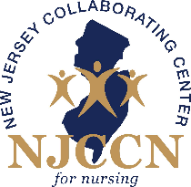 NEW JERSEY COLLABORATING CENTER
NJCCN
for nursing